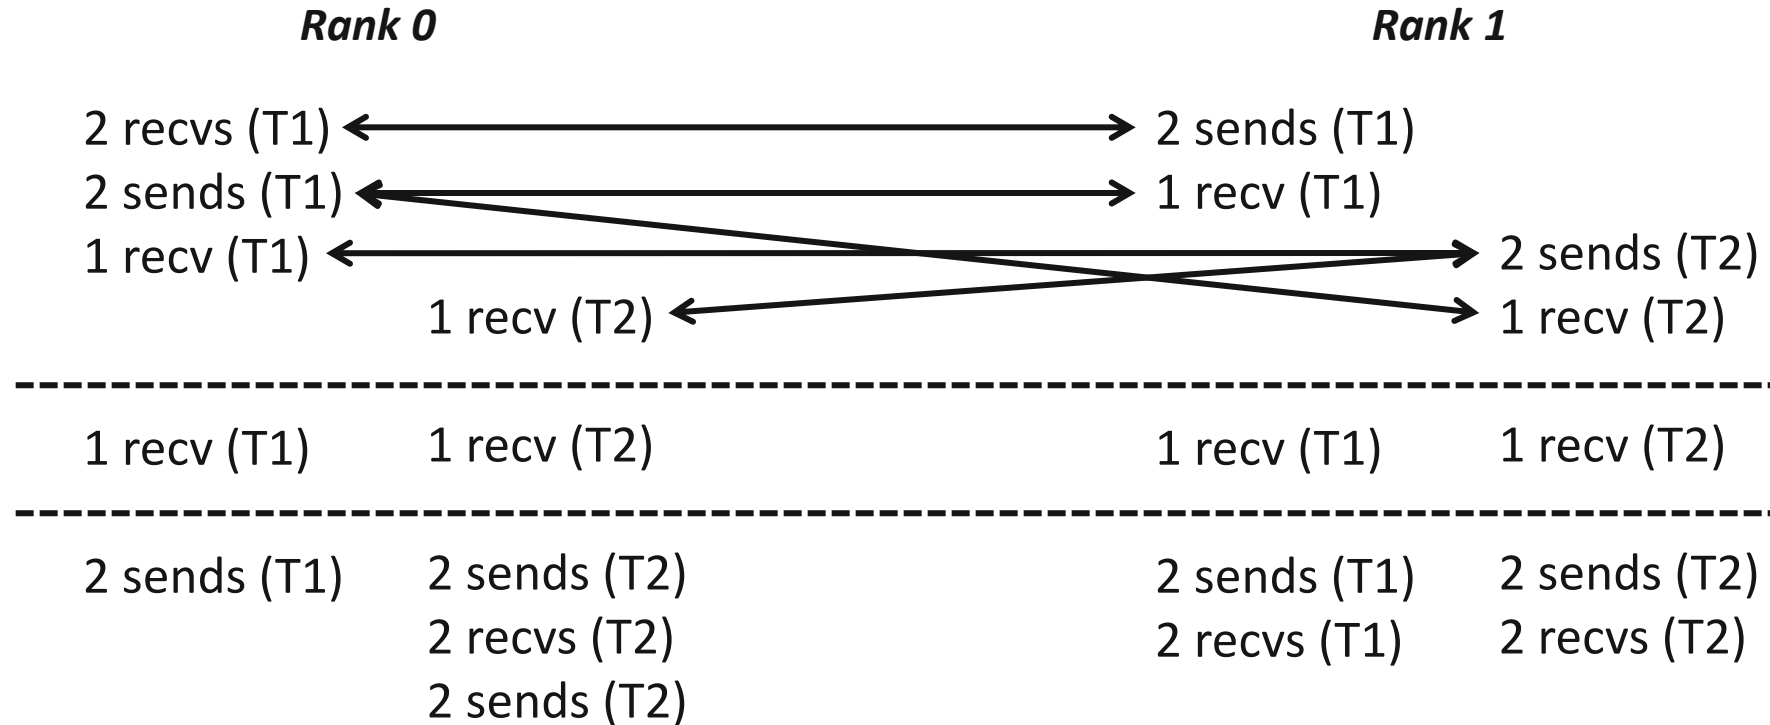 Rank 0 Rank 1
2 recvs (T1) 2 sends (T1)
2 sends (T1) 1 recv (T1)
1 recv (T1) 2 sends (T2)
1 recv (T2) 1 recv (T2)
1 recv (T1) 1 recv (T2) 1 recv (T1) 1 recv (T2)
2 sends (T1) 2 sends (T2) 2 sends (T1) 2 sends (T2)
2 recvs (T2) 2 recvs (T1) 2 recvs (T2)
2 sends (T2)